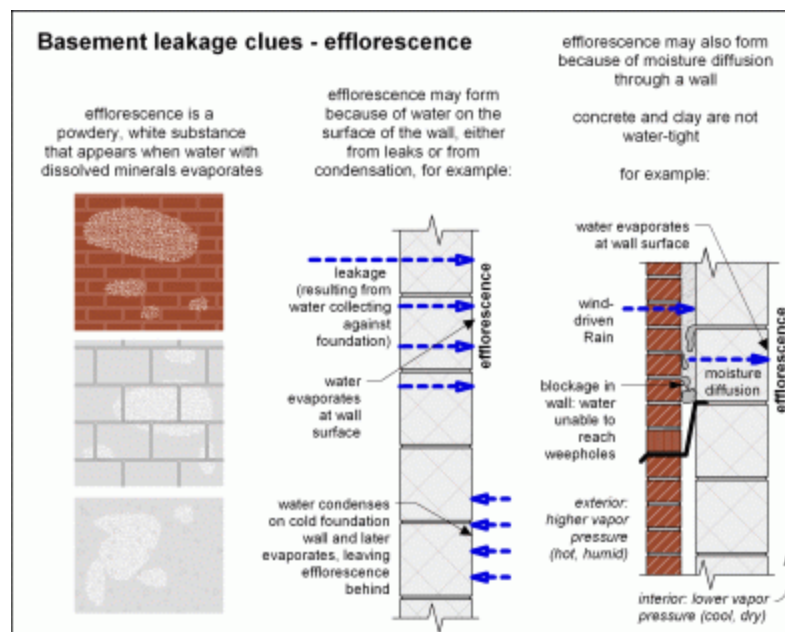 Basement leakage clues - efflorescence
efflorescence is a
powdery, white substance
that appears when water with
dissolved minerals evaporates
efflorescence may form
because of water on the
surface of the wall, either
from leaks or from
condensation, for example:
leakage
(resulting from
water collecting
against
foundation)
efflorescence
water
evaporates
at wall
surface
water condenses
on cold foundation
wall and later
evaporates, leaving
efflorescence
behind
efflorescence may also form
because of moisture diffusion
through a wall
concrete and clay are not
water-tight
for example:
water evaporates
at wall surface
wind-
driven
Rain
efflorescence
moisture
diffusion
blockage in
wall: water
unable to
reach
weepholes
exterior:
higher vapor
pressure
(hot, humid)
interior: lower vapor
pressure (cool, dry)